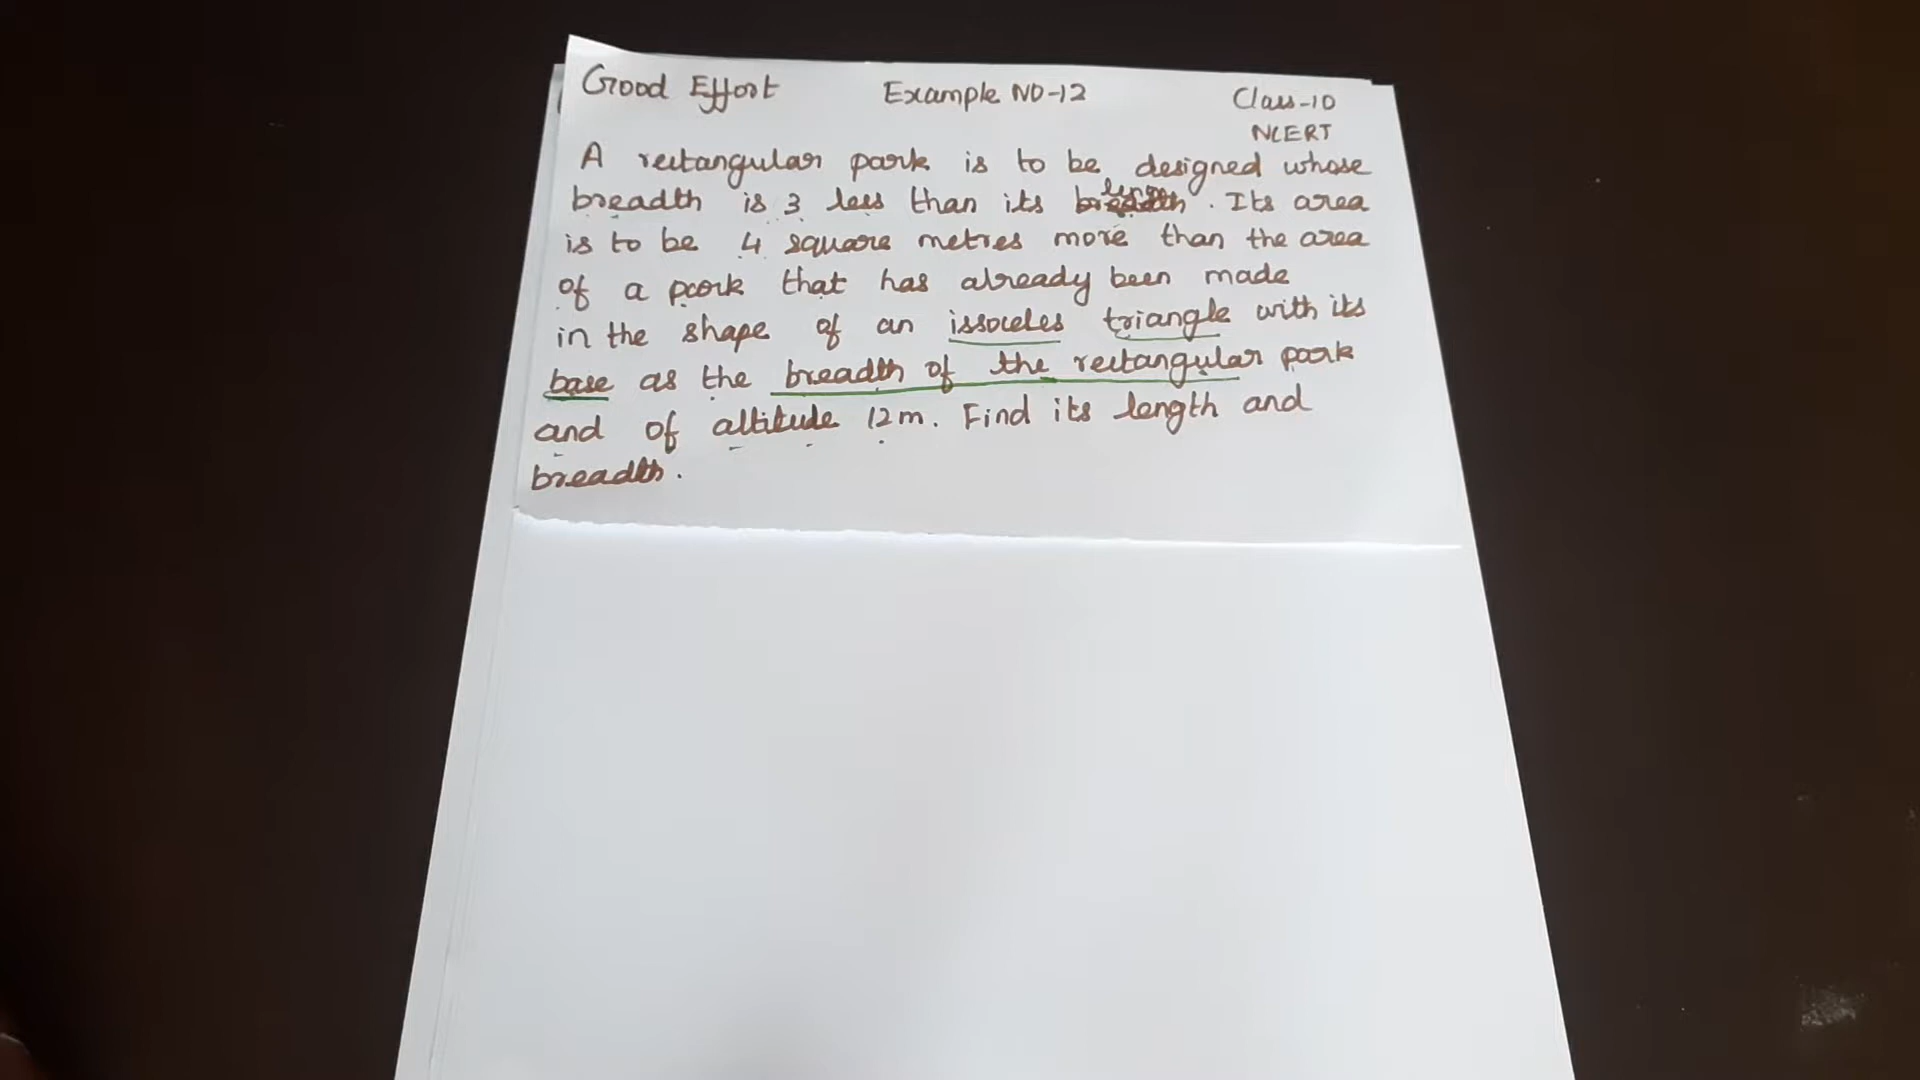 Good Effort Example NO-12 Class-10
NCERT
A rectangular park is to be designed whose
breadth is 3 less than its length. Its area
is to be 4 square metres more than the area
of a park that has already been made
in the shape of an issoceles triangle with its
base as the breadth of the rectangular park
and of altitude 12m. Find its length and
breadth.